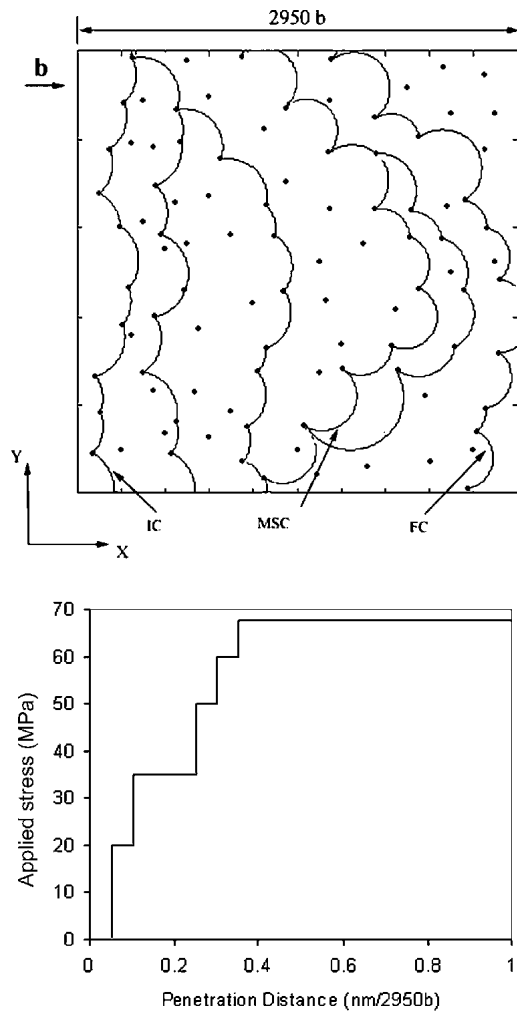 2950 b
b
Y
X
IC
MSC
FC
70
60
50
40
30
20
10
0
Applied stress (MPa)
0
0.2
0.4
0.6
0.8
1
Penetration Distance (nm/2950b)